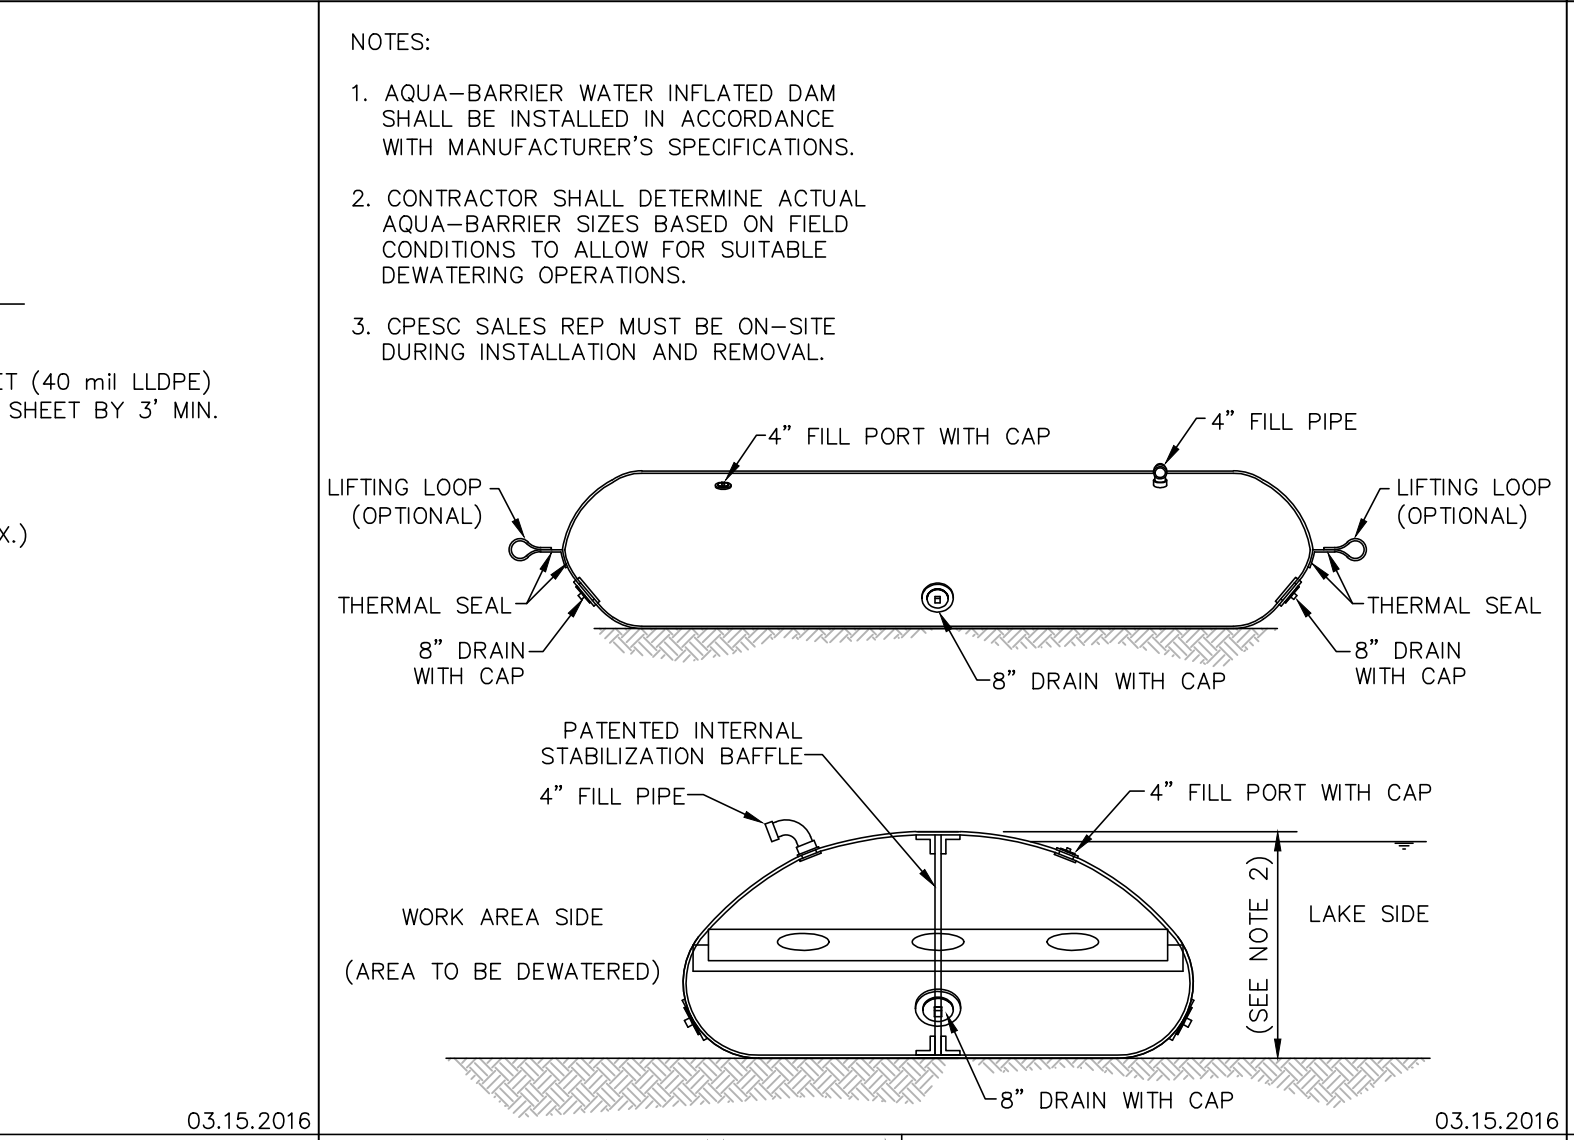 ET (40 mil LLDPE)
SHEET BY 3' MIN.
X.)
03.15.2016
NOTES:
1. AQUA-BARRIER WATER INFLATED DAM
SHALL BE INSTALLED IN ACCORDANCE
WITH MANUFACTURER'S SPECIFICATIONS.
2. CONTRACTOR SHALL DETERMINE ACTUAL
AQUA-BARRIER SIZES BASED ON FIELD
CONDITIONS TO ALLOW FOR SUITABLE
DEWATERING OPERATIONS.
3. CPESC SALES REP MUST BE ON-SITE
DURING INSTALLATION AND REMOVAL.
4" FILL PORT WITH CAP
4" FILL PIPE
LIFTING LOOP
(OPTIONAL)
LIFTING LOOP
(OPTIONAL)
THERMAL SEAL
THERMAL SEAL
8" DRAIN
WITH CAP
8" DRAIN WITH CAP
8" DRAIN
WITH CAP
PATENTED INTERNAL
STABILIZATION BAFFLE
4" FILL PIPE
4" FILL PORT WITH CAP
WORK AREA SIDE
(AREA TO BE DEWATERED)
(SEE NOTE 2)
LAKE SIDE
8" DRAIN WITH CAP
03.15.2016